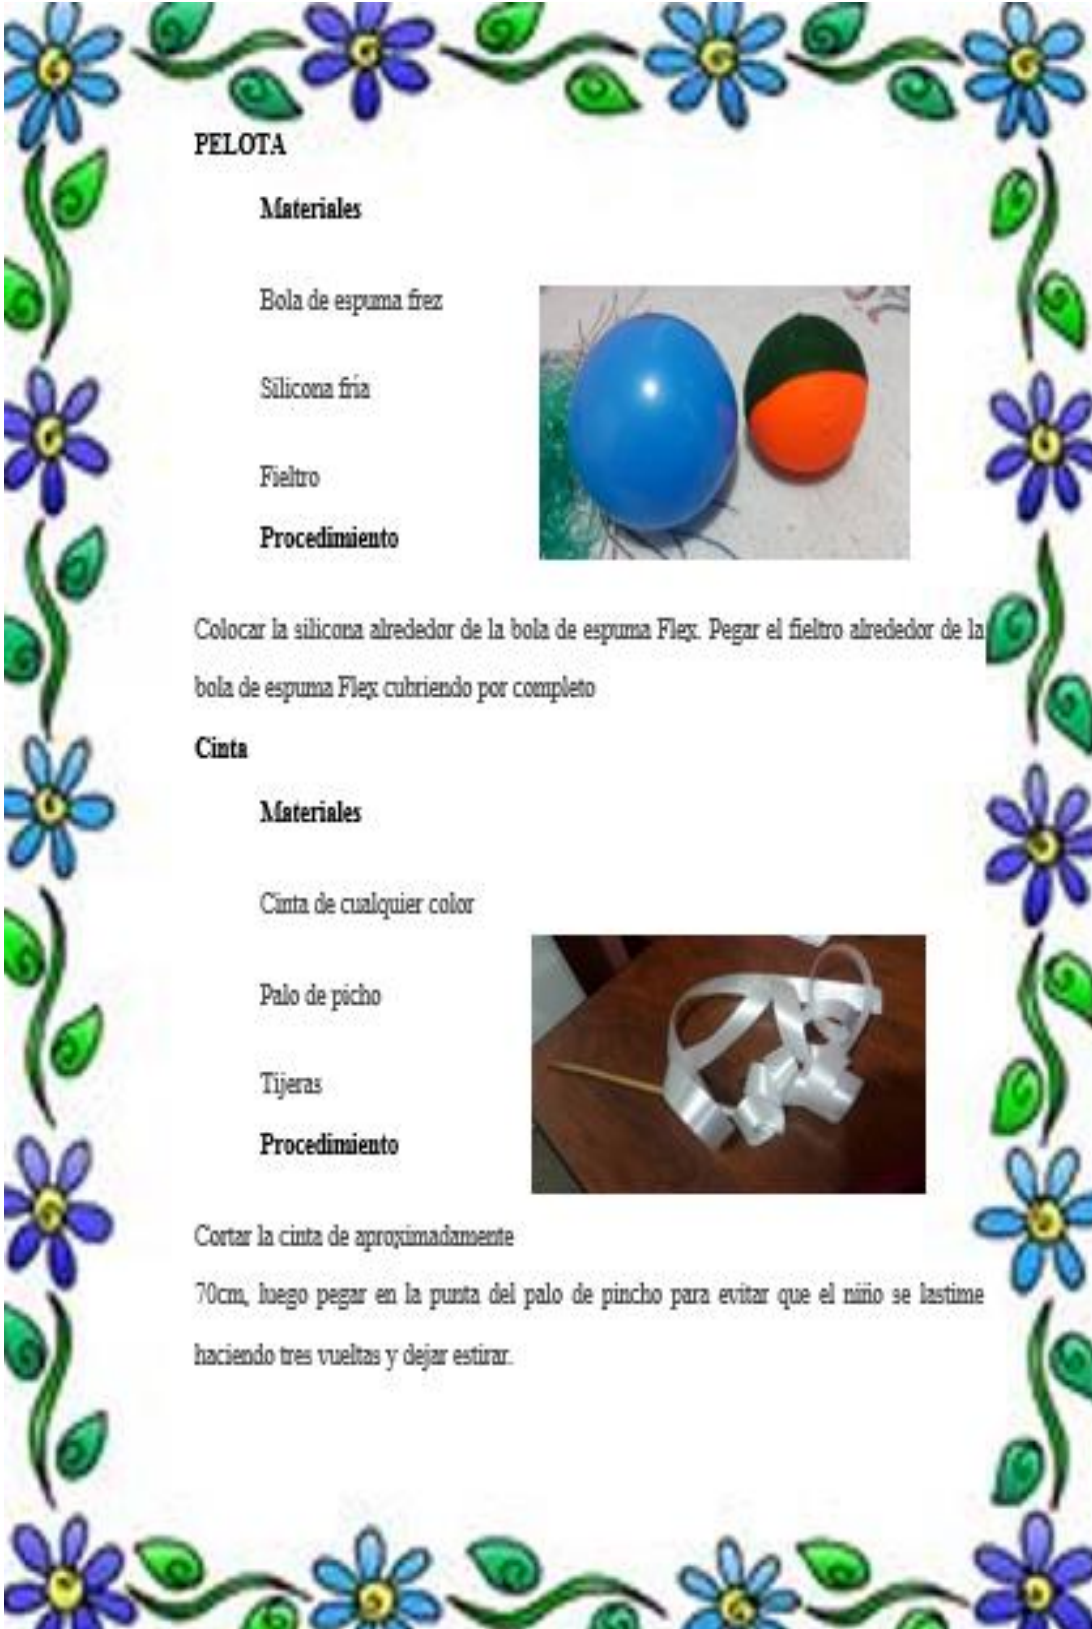 PELOTA
Materiales
Bola de espuma frez
Silicona fría
Fieltro
Procedimiento
Colocar la silicona alrededor de la bola de espuma Flex. Pegar el fieltro alrededor de la
bola de espuma Flex cubriendo por completo
Cinta
Materiales
Cinta de cualquier color
Palo de picho
Tijeras
Procedimiento
Cortar la cinta de aproximadamente
70cm, luego pegar en la punta del palo de pincho para evitar que el niño se lastime
haciendo tres vueltas y dejar estirar.